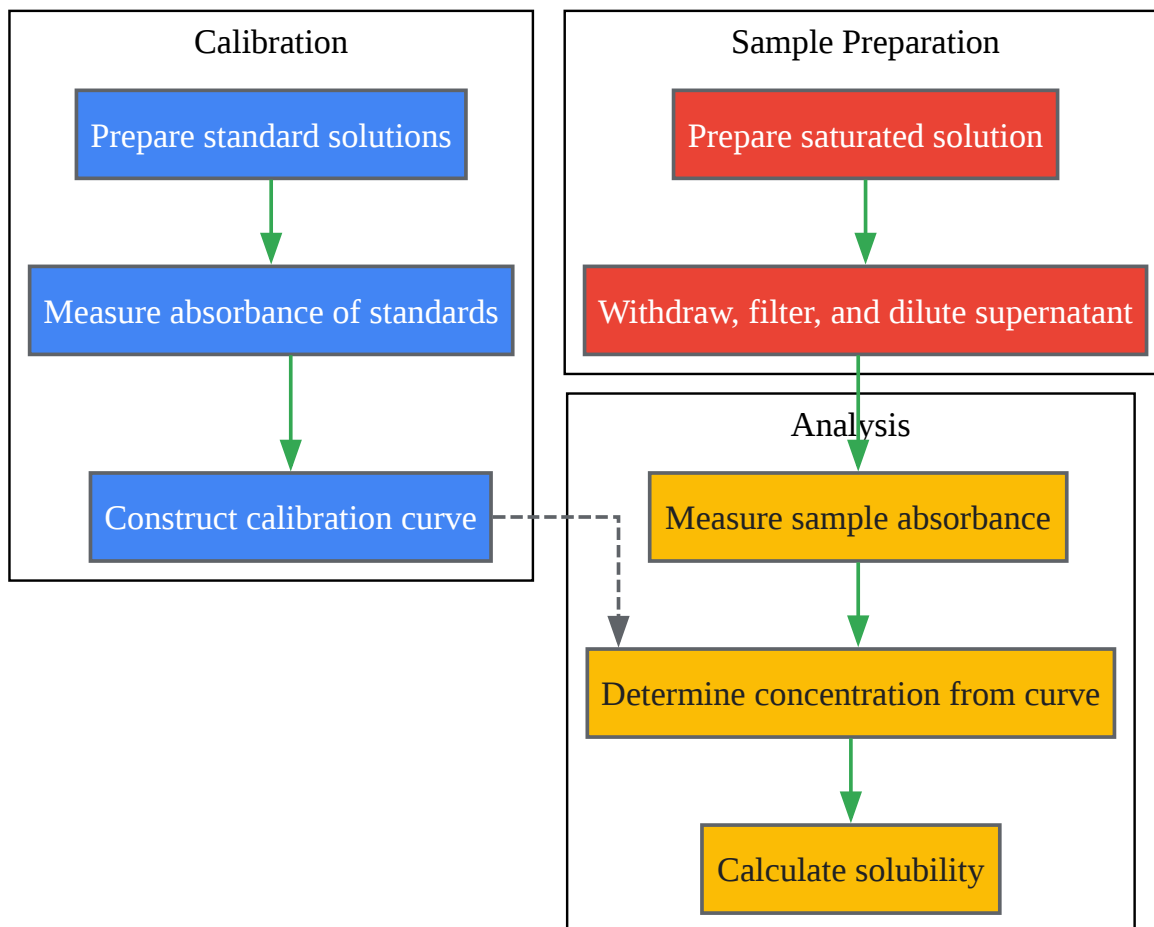 Calibration
Prepare standard solutions
Measure absorbance of standards
Construct calibration curve
Sample Preparation
Prepare saturated solution
Withdraw, filter, and dilute supernatant
Analysis
Measure sample absorbance
Determine concentration from curve
Calculate solubility